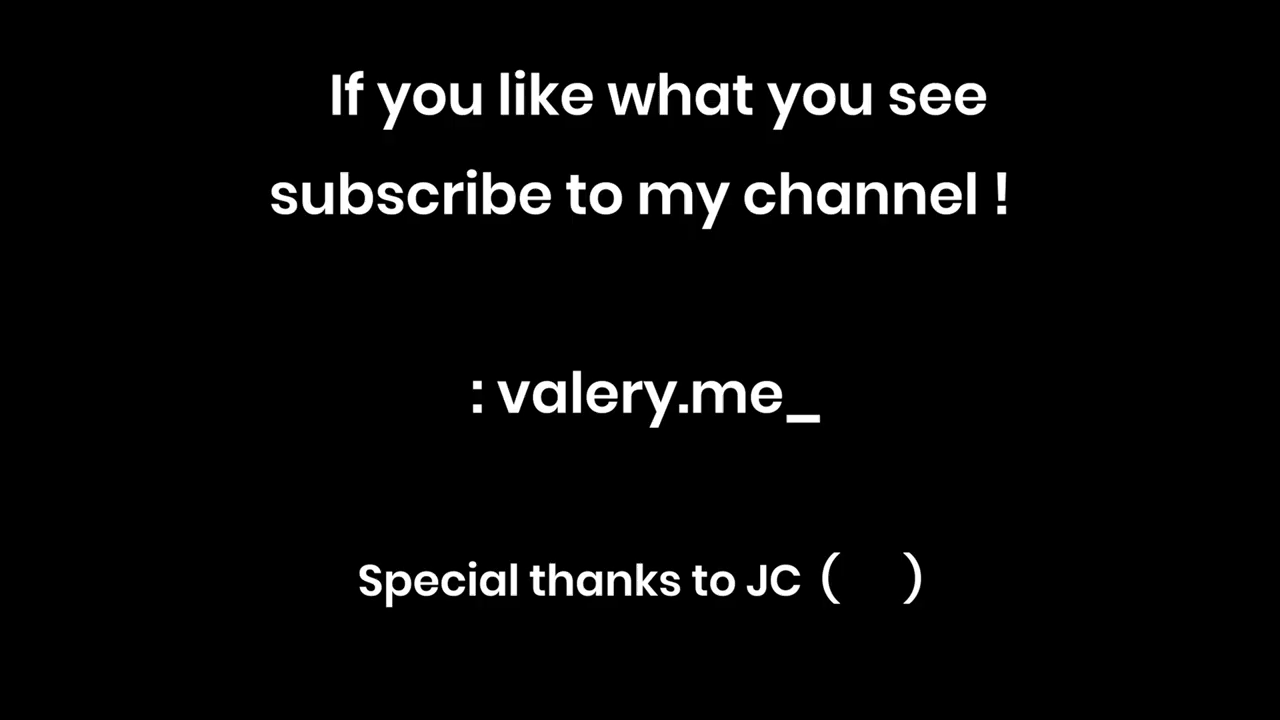 If you like what you see
subscribe to my channel !
: valery.me_
Special thanks to JC (    )